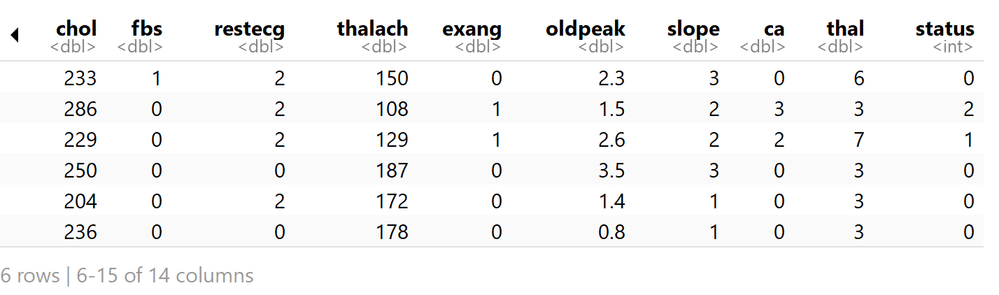 chol fbs restecg thalach exang oldpeak slope ca thal status
<dbl> <dbl> <dbl> <dbl> <dbl> <dbl> <dbl> <dbl> <dbl> <int>
233 1 2 150 0 2.3 3 0 6 0
286 0 2 108 1 1.5 2 3 3 2
229 0 2 129 1 2.6 2 2 7 1
250 0 0 187 0 3.5 3 0 3 0
204 0 2 172 0 1.4 1 0 3 0
236 0 0 178 0 0.8 1 0 3 0
6 rows | 6-15 of 14 columns